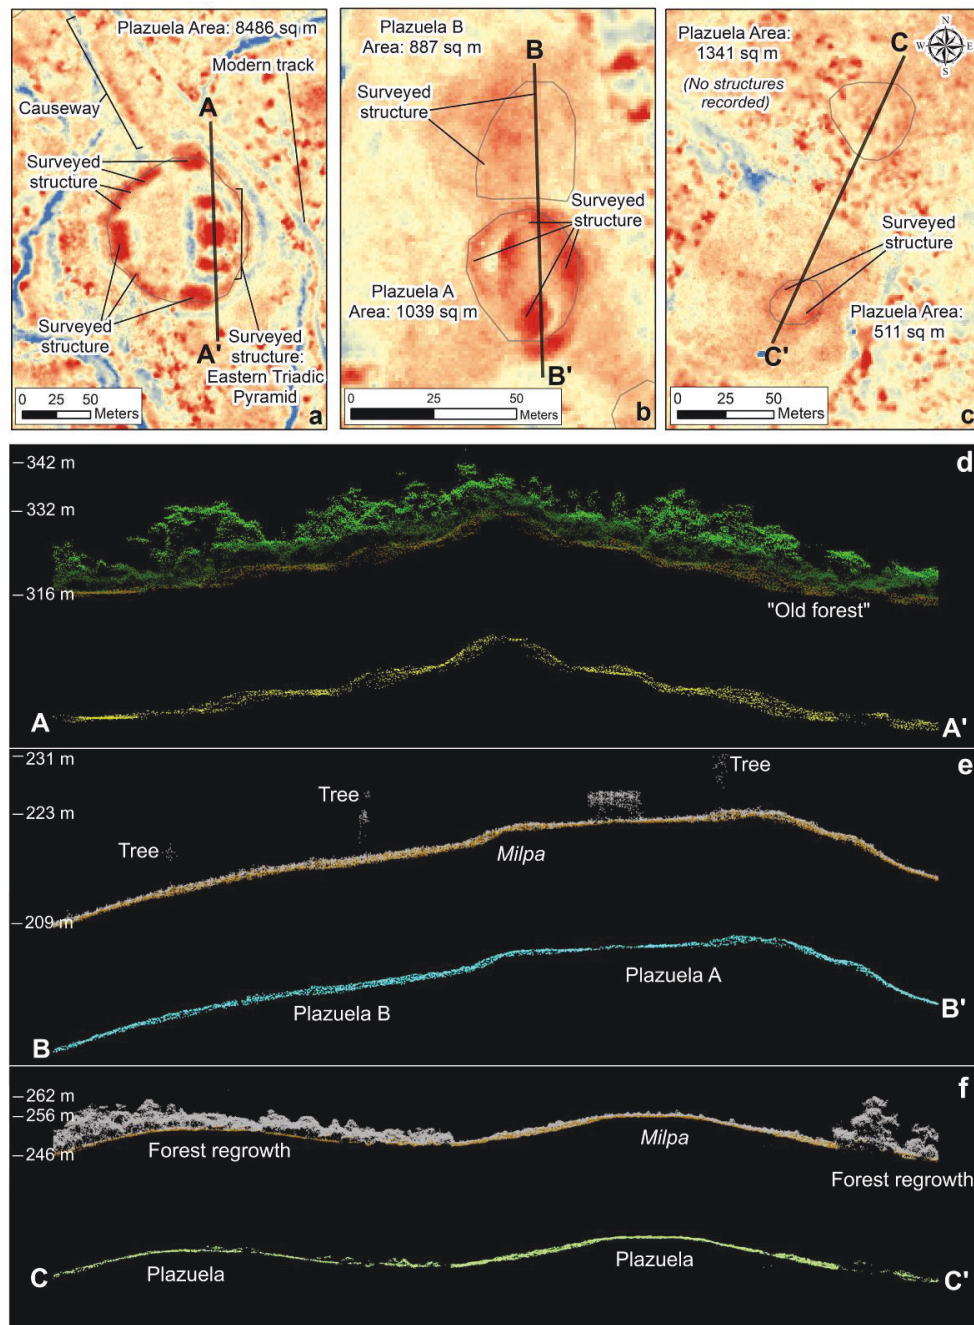 Plazuela Area: 8486 sq m
Modern track
A
Causeway
Surveyed
structure
Surveyed
structure
A'
Surveyed
structure:
Eastern Triadic
Pyramid
0 25 50
Meters
a
Plazuela B
Area: 887 sq m
B
Surveyed
structure
Surveyed
structure
Plazuela A
Area: 1039 sq m
B'
0 25 50
Meters
b
Plazuela Area:
1341 sq m
(No structures
recorded)
C
N
W E
S
Surveyed
structure
Plazuela Area:
511 sq m
C'
0 25 50
Meters
c
342 m
d
332 m
316 m
"Old forest"
A
A'
231 m
e
Tree
Tree
223 m
Tree
Milpa
209 m
Plazuela A
Plazuela B
B
B'
f
262 m
256 m
Forest regrowth
Milpa
246 m
Forest regrowth
Plazuela
Plazuela
C
C'